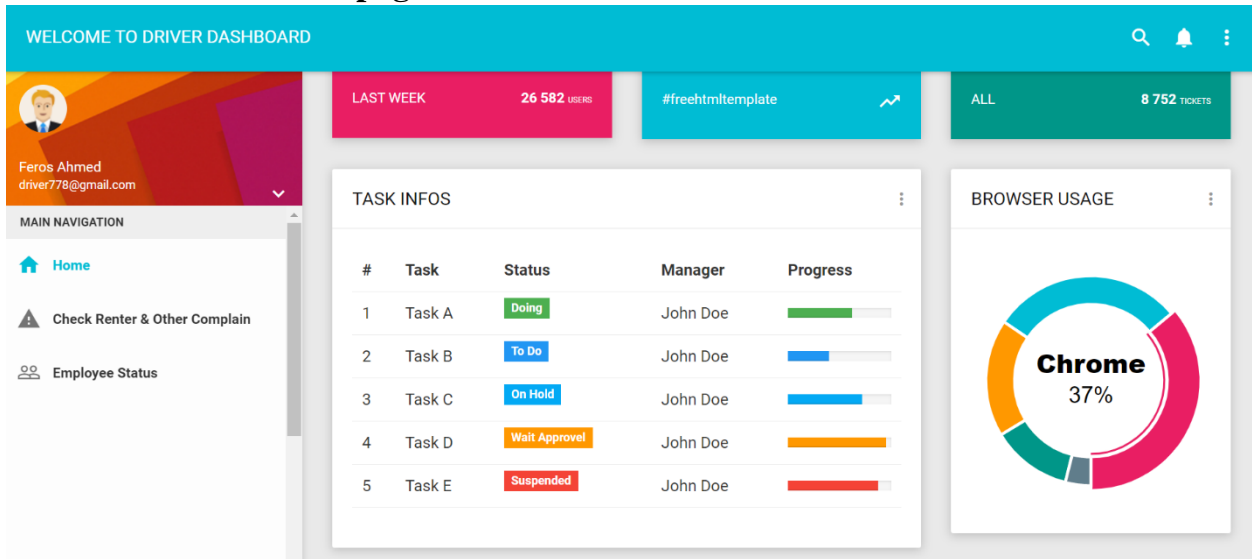 WELCOME TO DRIVER DASHBOARD
Feros Ahmed
driver778@gmail.com
MAIN NAVIGATION
Home
Check Renter & Other Complain
Employee Status
LAST WEEK 26 582 USERS
#freehtmltemplate
ALL 8 752 TICKETS
TASK INFOS
# Task Status Manager Progress
1 Task A Doing John Doe
2 Task B To Do John Doe
3 Task C On Hold John Doe
4 Task D Wait Approvel John Doe
5 Task E Suspended John Doe
BROWSER USAGE
Chrome
37%